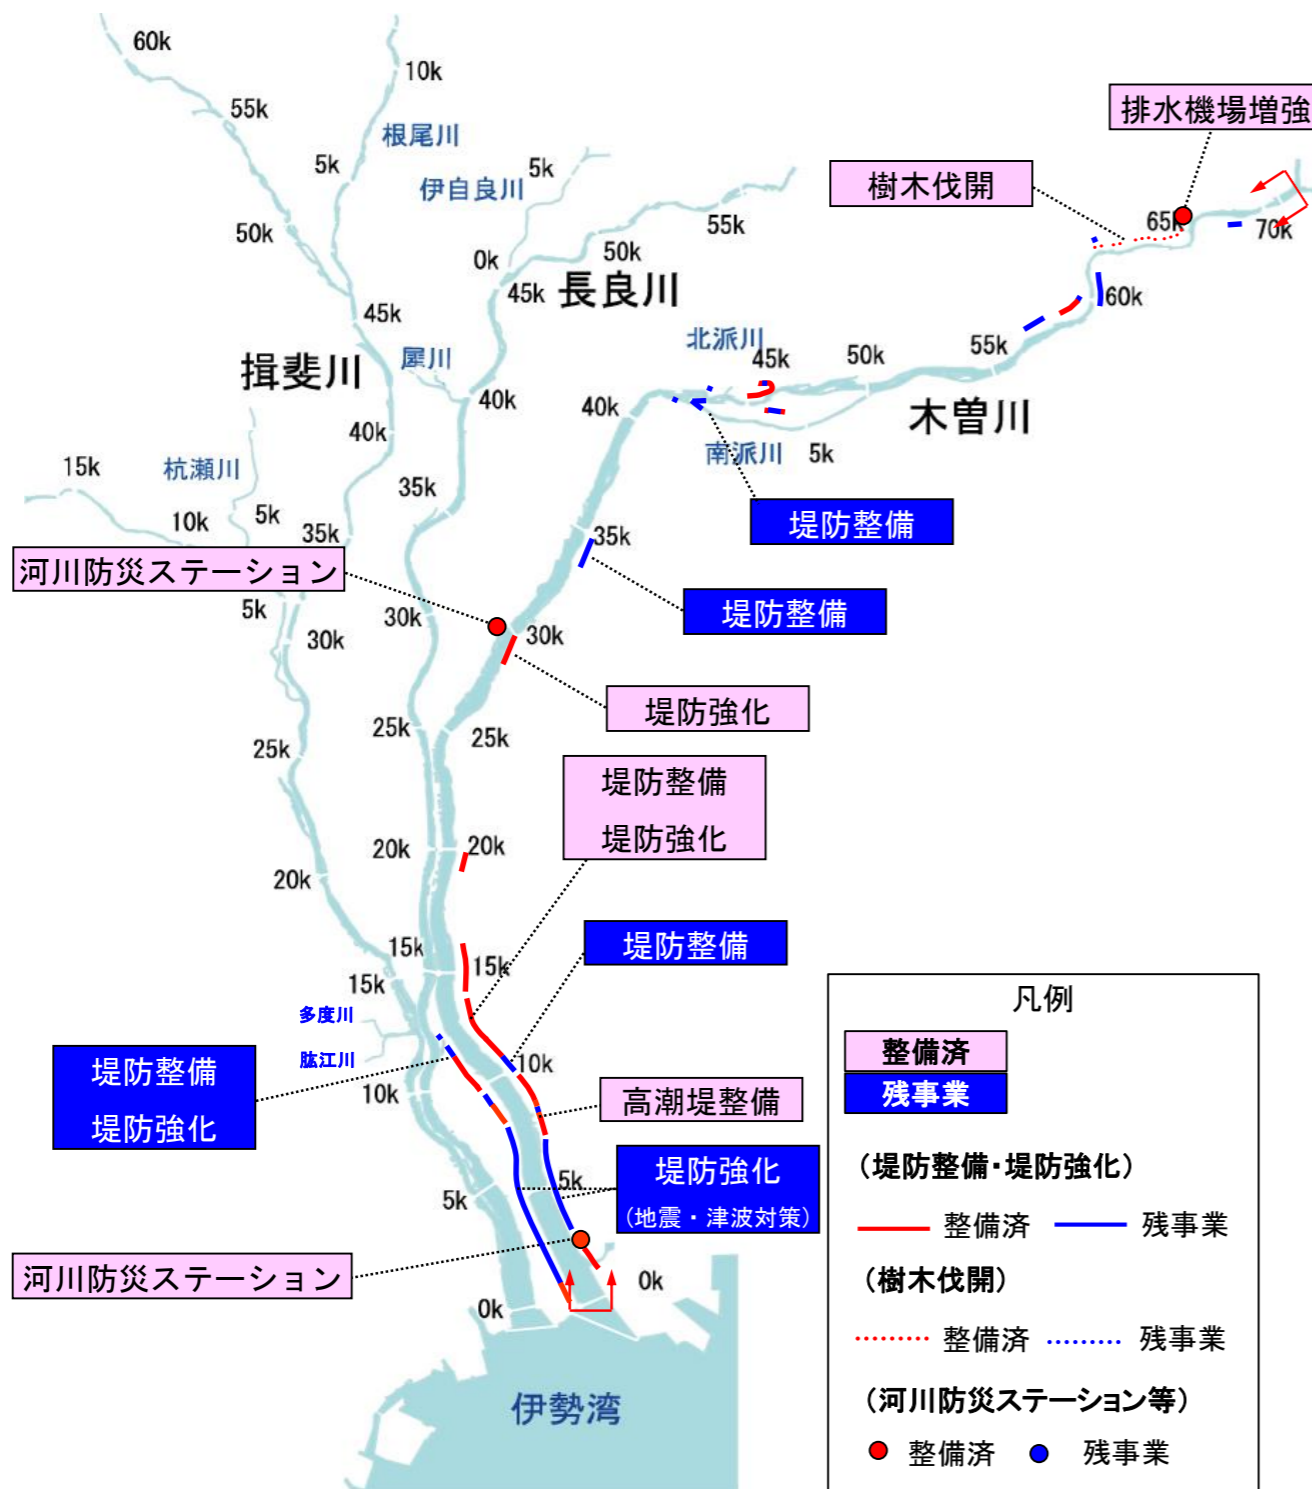 60k
10k
55k
根尾川
5k
伊自良川
5k
50k
0k
50k
55k
45k
長良川
45k
揖斐川
犀川
40k
40k
杭瀬川
15k
10k
5k
35k
35k
河川防災ステーション
5k
30k
30k
25k
25k
20k
20k
15k
15k
多度川
肱江川
堤防整備
堤防強化
10k
5k
河川防災ステーション
0k
伊勢湾
排水機場増強
樹木伐開
65k
70k
60k
北派川
45k
50k
55k
木曽川
40k
南派川
5k
堤防整備
35k
堤防整備
30k
堤防強化
25k
堤防整備
堤防強化
20k
堤防整備
15k
10k
高潮堤整備
堤防強化
(地震・津波対策)
5k
0k
凡例
整備済
残事業
(堤防整備・堤防強化)
整備済 残事業
(樹木伐開)
整備済 残事業
(河川防災ステーション等)
整備済 残事業